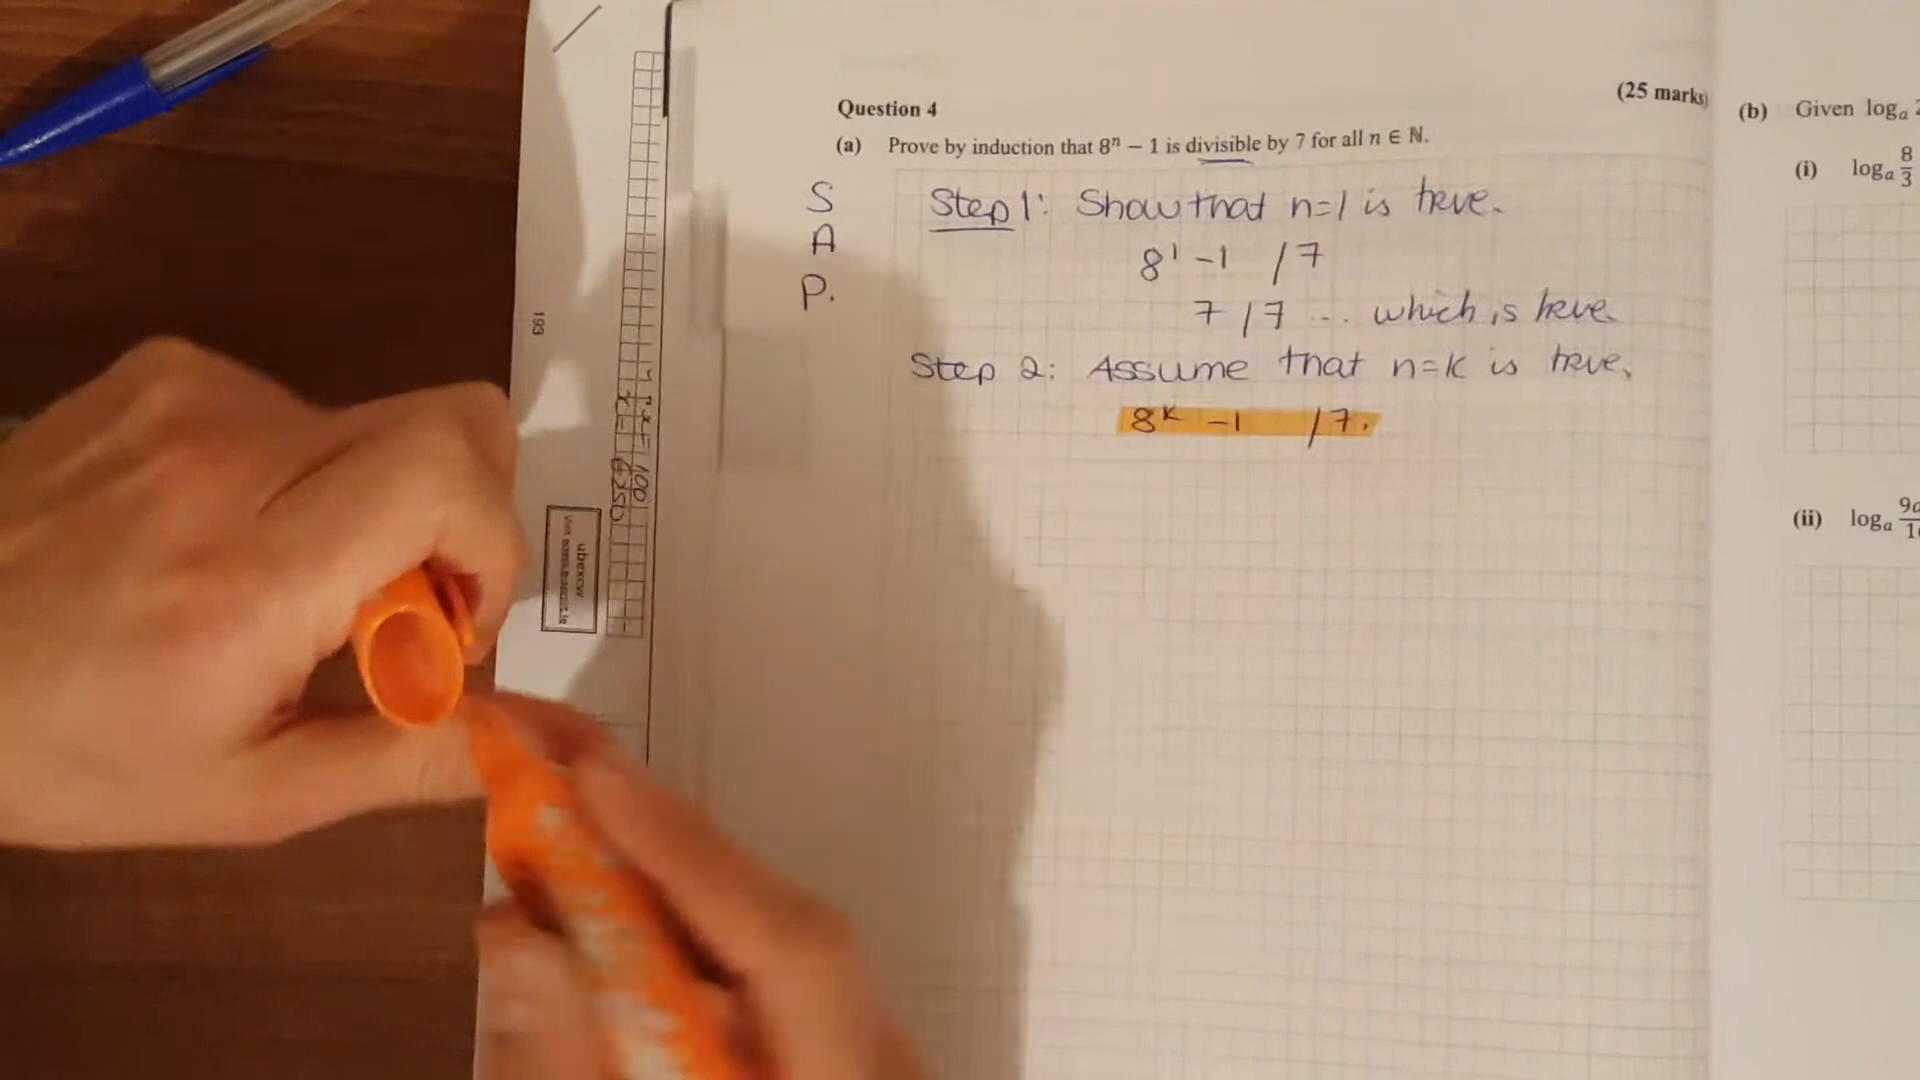 (25 marks)
Question 4
(a) Prove by induction that 8ⁿ − 1 is divisible by 7 for all n ∈ ℕ.
S
A
P.
Step 1: Show that n=1 is true.
8¹ -1 /7
7 /7 ... which is true
Step 2: Assume that n=k is true,
8ᵏ -1 /7.
(b) Given logₐ 2
(i) logₐ 8/3
(ii) logₐ
193